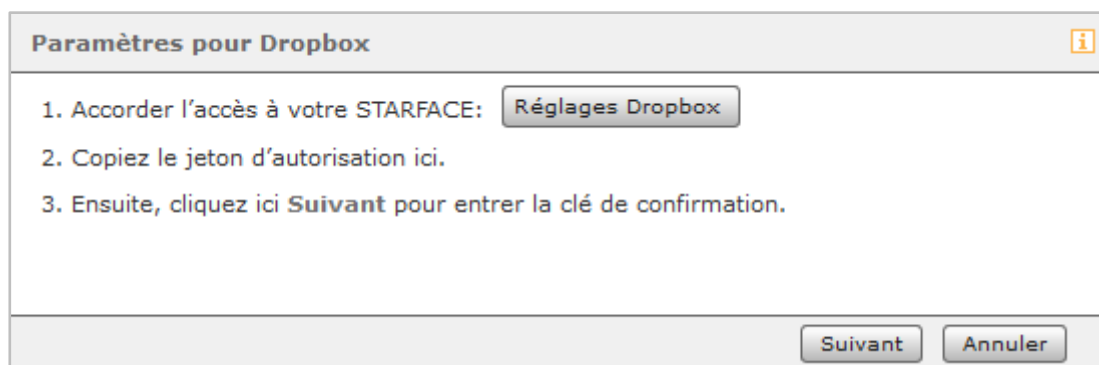 Paramètres pour Dropbox
1. Accorder l’accès à votre STARFACE: Réglages Dropbox
2. Copiez le jeton d’autorisation ici.
3. Ensuite, cliquez ici Suivant pour entrer la clé de confirmation.
Suivant Annuler